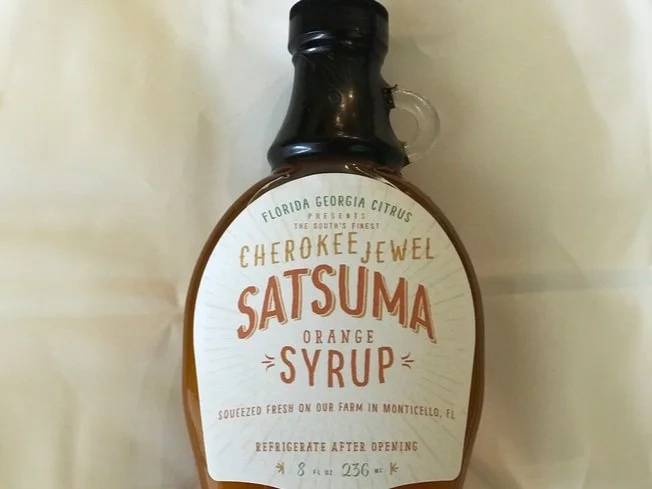 FLORIDA GEORGIA CITRUS
PRESENTS
THE SOUTH'S FINEST
CHEROKEE JEWEL
SATSUMA
ORANGE
SYRUP
SQUEEZED FRESH ON OUR FARM IN MONTICELLO, FL
REFRIGERATE AFTER OPENING
8 FL OZ 236 ML